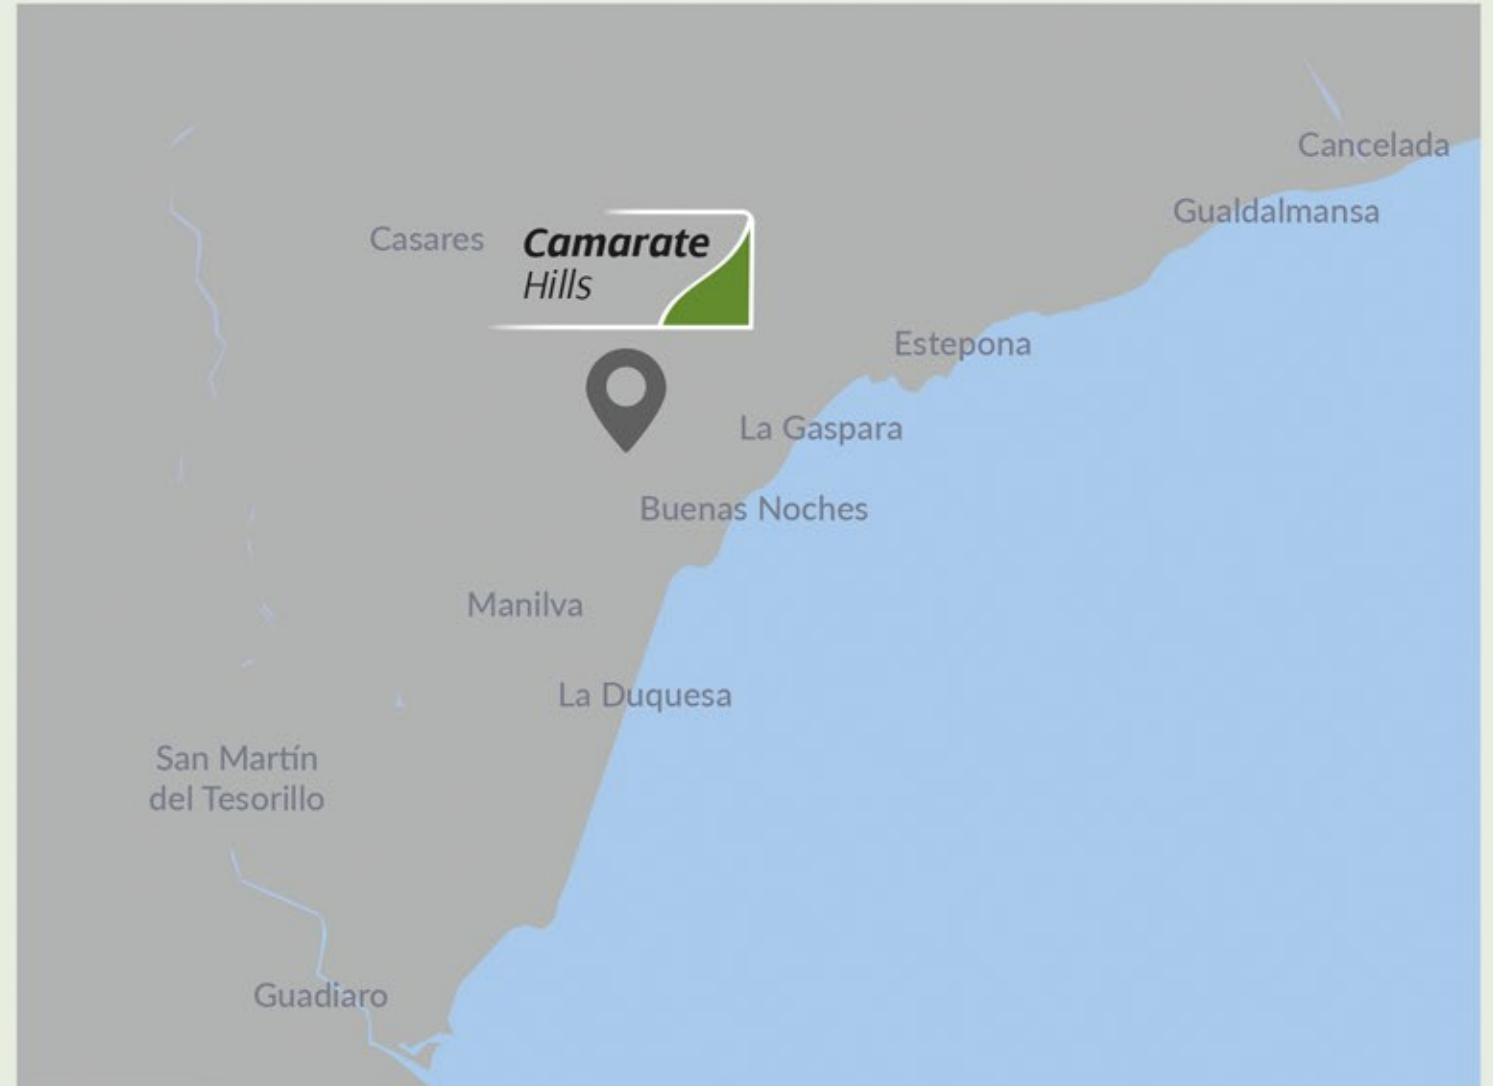 Cancelada
Gualdalmansa
Casares
Camarate
Hills
Estepona
La Gaspara
Buenas Noches
Manilva
La Duquesa
San Martín
del Tesorillo
Guadiaro